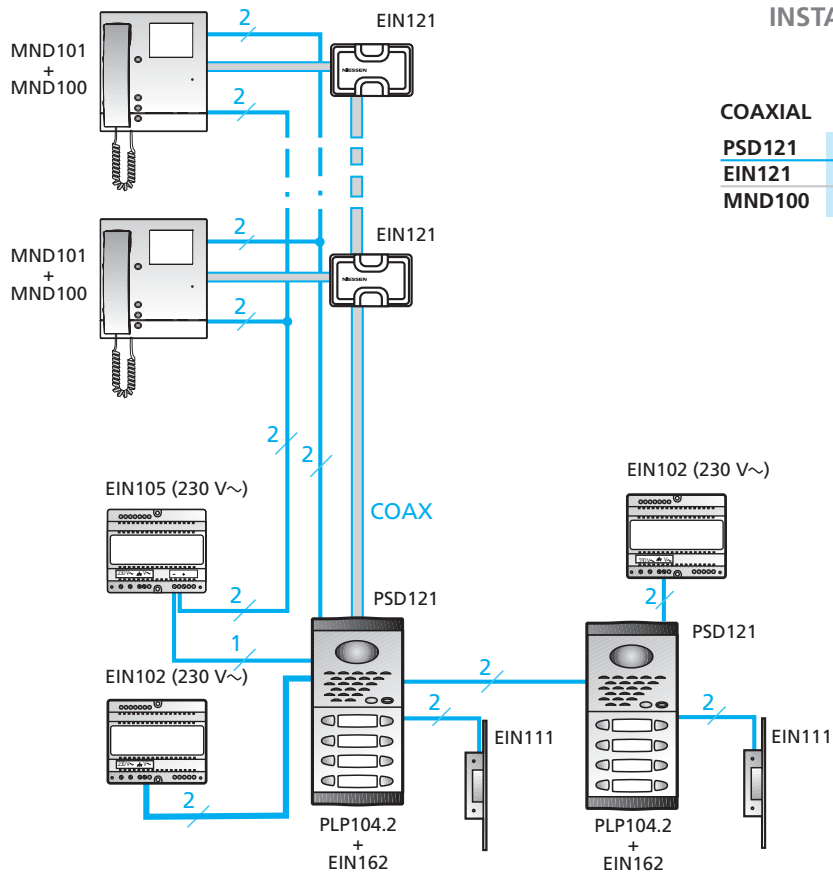 INSTA
COAXIAL
PSD121
EIN121
MND100
2
EIN121
MND101
+
MND100
NIESSEN
2
2
EIN121
MND101
+
MND100
NIESSEN
2
2
2
EIN105 (230 V~)
COAX
EIN102 (230 V~)
2
PSD121
1
2
PSD121
EIN102 (230 V~)
2
2
2
EIN111
EIN111
2
PLP104.2
+
EIN162
PLP104.2
+
EIN162